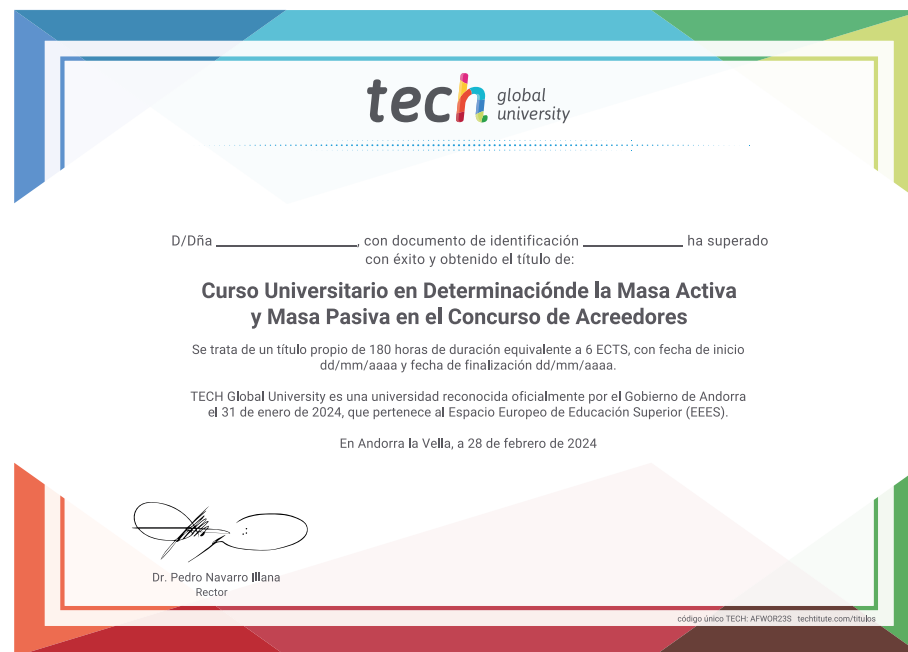 tech global
university
D/Dña ______________, con documento de identificación __________ ha superado
con éxito y obtenido el título de:
Curso Universitario en Determinaciónde la Masa Activa
y Masa Pasiva en el Concurso de Acreedores
Se trata de un título propio de 180 horas de duración equivalente a 6 ECTS, con fecha de inicio
dd/mm/aaaa y fecha de finalización dd/mm/aaaa.
TECH Global University es una universidad reconocida oficialmente por el Gobierno de Andorra
el 31 de enero de 2024, que pertenece al Espacio Europeo de Educación Superior (EEES).
En Andorra la Vella, a 28 de febrero de 2024
Dr. Pedro Navarro Illana
Rector
código único TECH: AFWOR23S techtitute.com/titulos